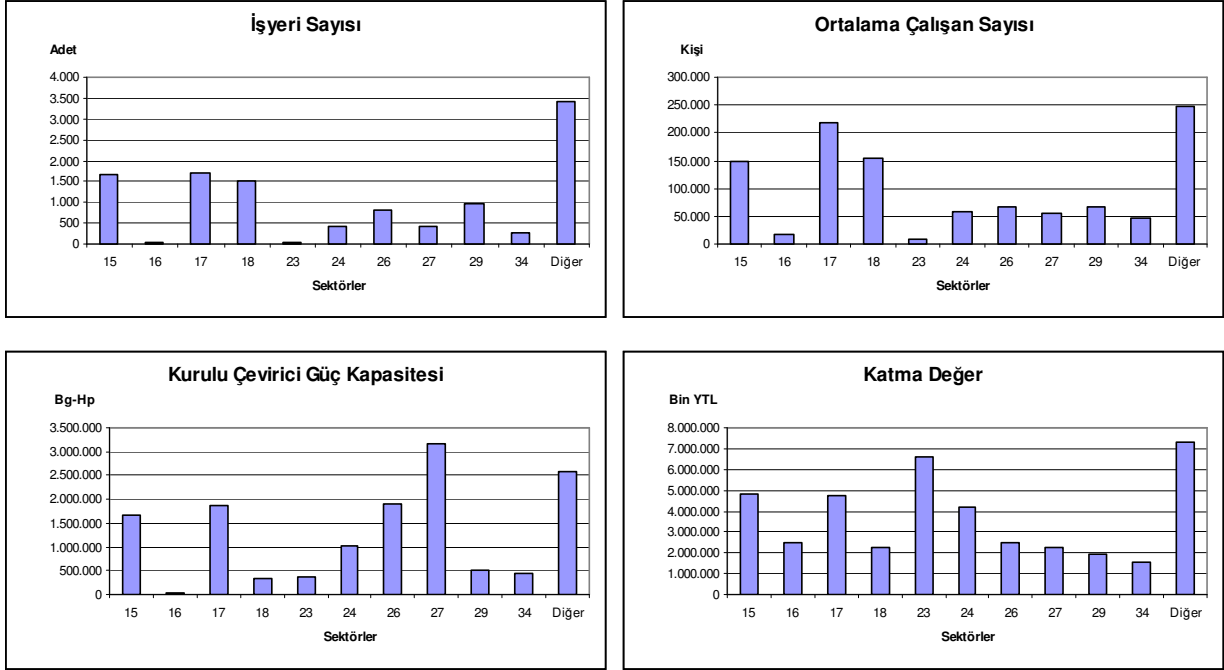 İşyeri Sayısı
Adet
4.000
3.500
3.000
2.500
2.000
1.500
1.000
500
0
15 16 17 18 23 24 26 27 29 34 Diğer
Sektörler
Ortalama Çalışan Sayısı
Kişi
300.000
250.000
200.000
150.000
100.000
50.000
0
15 16 17 18 23 24 26 27 29 34 Diğer
Sektörler
Kurulu Çevirici Güç Kapasitesi
Bg-Hp
3.500.000
3.000.000
2.500.000
2.000.000
1.500.000
1.000.000
500.000
0
15 16 17 18 23 24 26 27 29 34 Diğer
Sektörler
Katma Değer
Bin YTL
8.000.000
7.000.000
6.000.000
5.000.000
4.000.000
3.000.000
2.000.000
1.000.000
0
15 16 17 18 23 24 26 27 29 34 Diğer
Sektörler